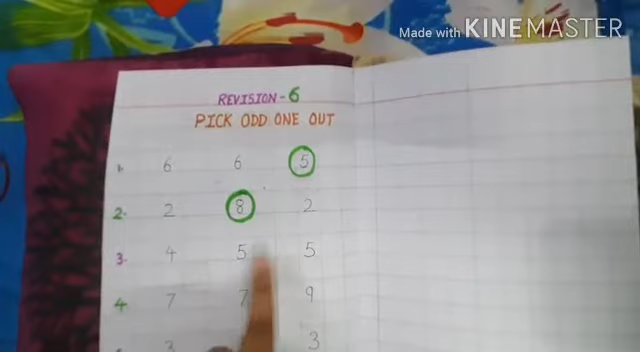 Made with KINEMASTER
REVISION - 6
PICK ODD ONE OUT
1. 6 6 5
2. 2 8 2
3. 4 5 5
4. 7 7 9
3 3